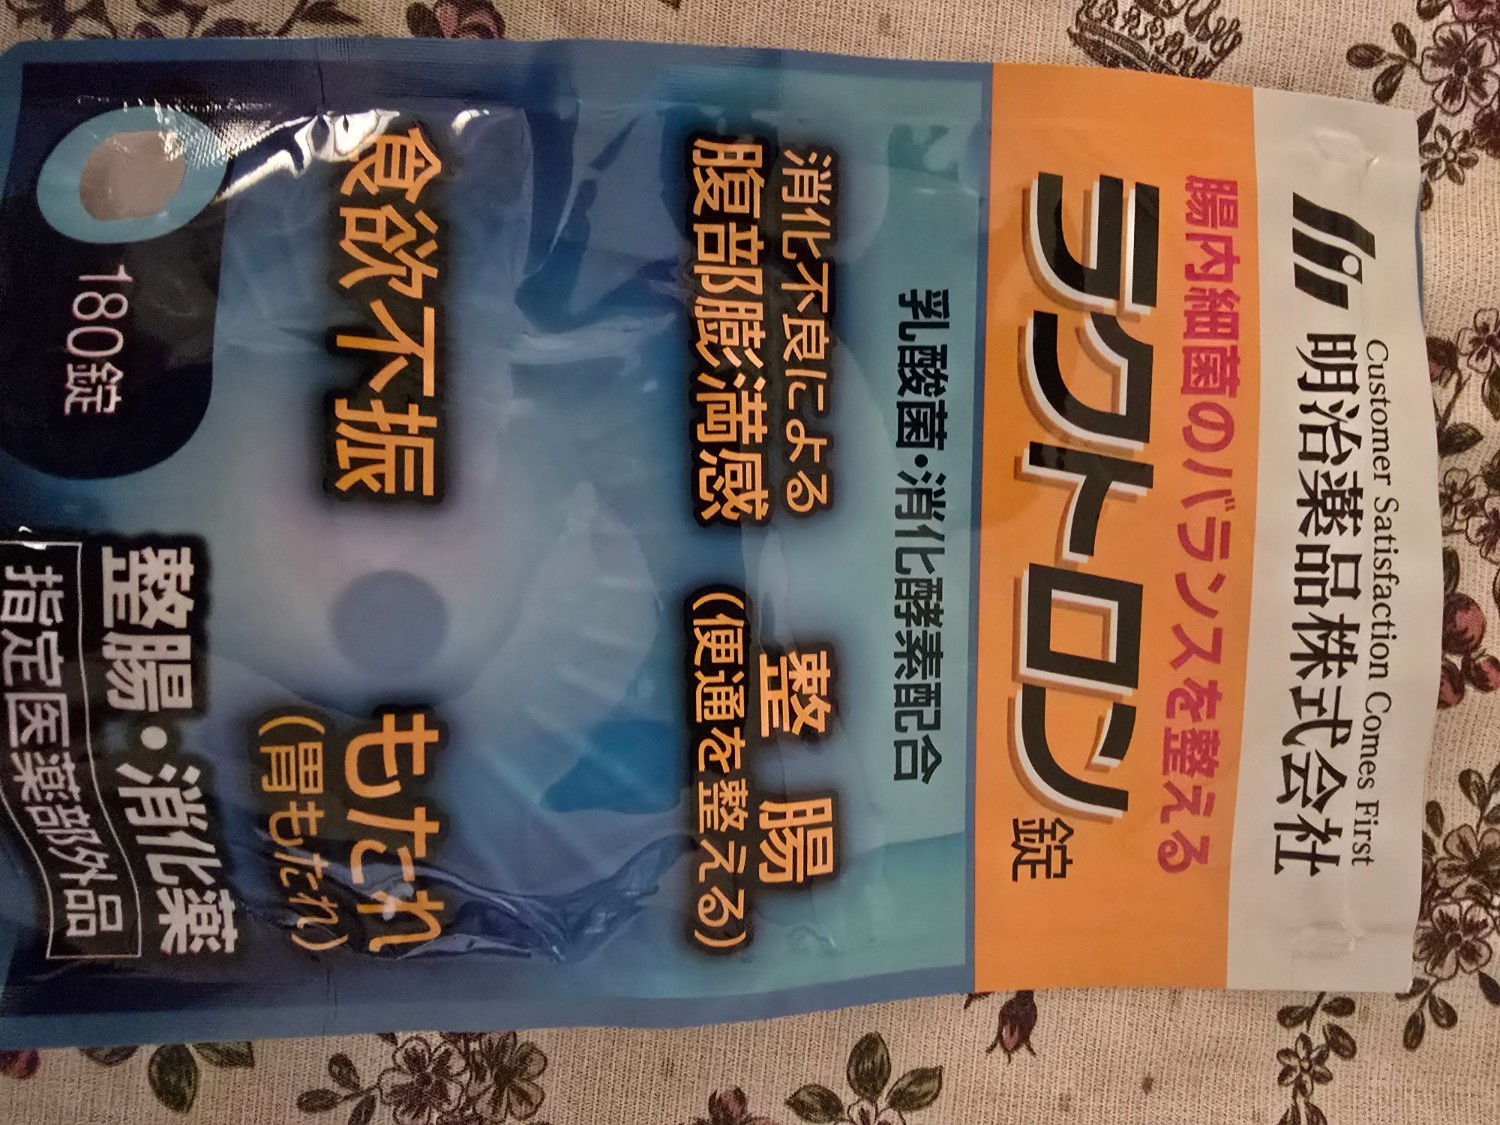 Customer Satisfaction Comes First
明治薬品株式会社
腸内細菌のバランスを整える
ラクトロン錠
乳酸菌・消化酵素配合
消化不良による
腹部膨満感
整腸
(便通を整える)
食欲不振
もたれ
(胃もたれ)
180錠
整腸・消化薬
指定医薬部外品